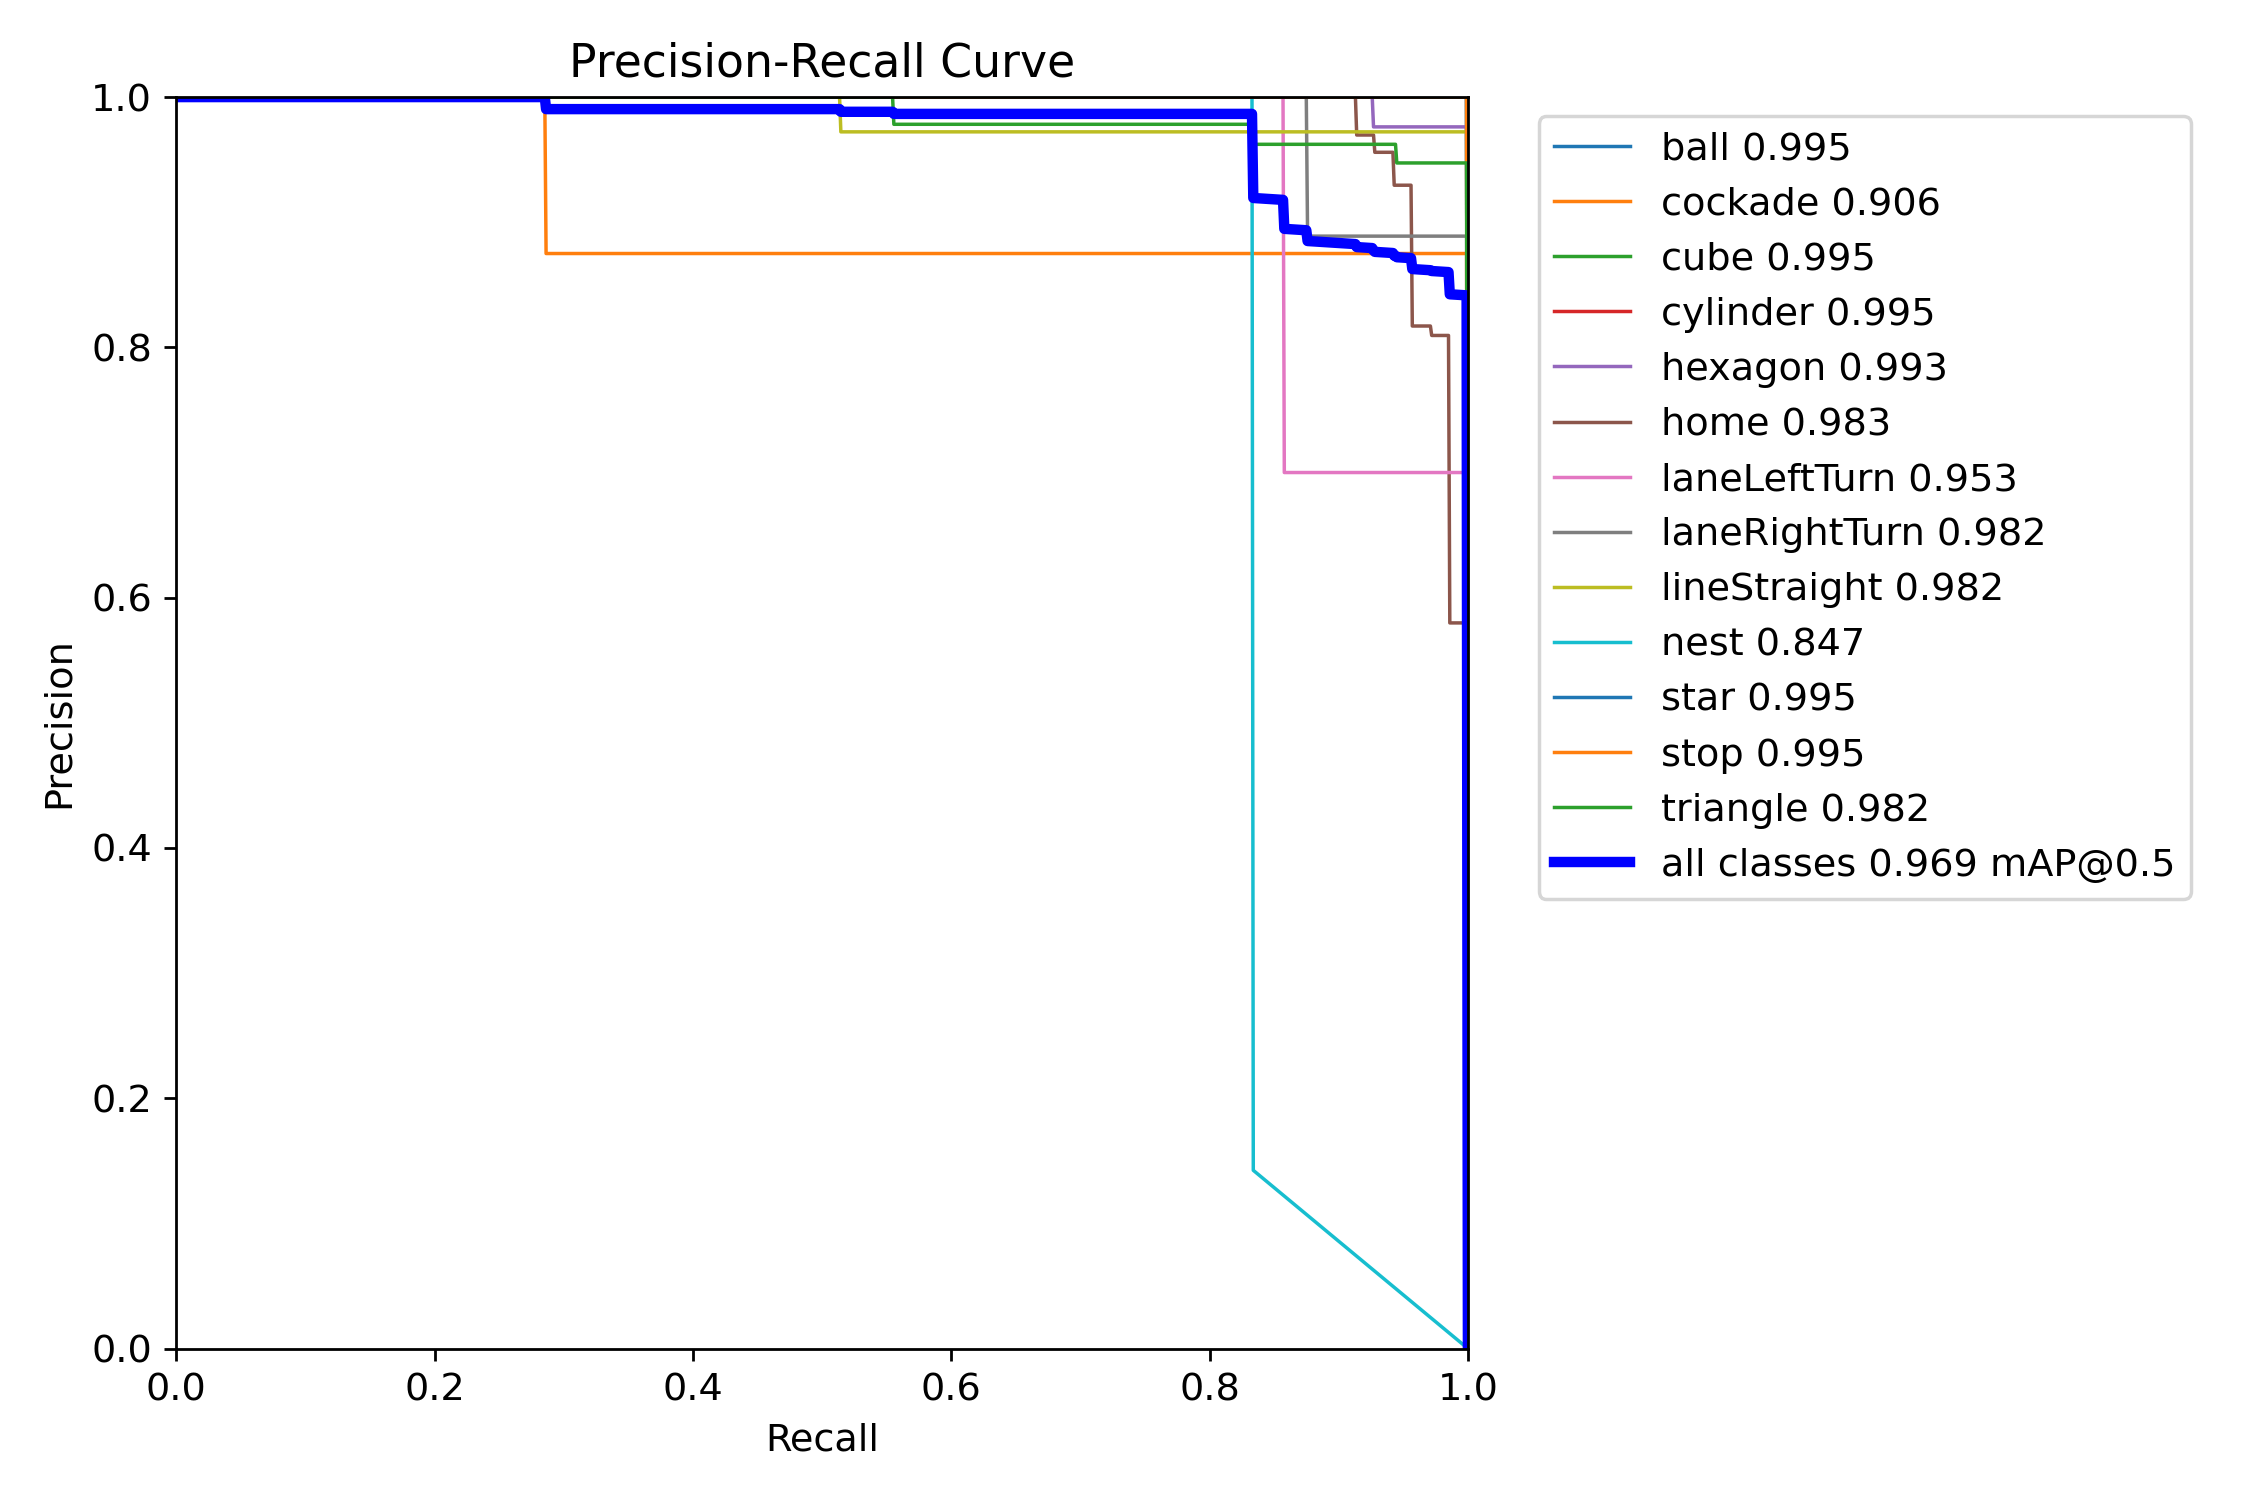 Precision-Recall Curve
1.0
0.8
0.6
0.4
0.2
0.0
Precision
0.0 0.2 0.4 0.6 0.8 1.0
Recall
ball 0.995
cockade 0.906
cube 0.995
cylinder 0.995
hexagon 0.993
home 0.983
laneLeftTurn 0.953
laneRightTurn 0.982
lineStraight 0.982
nest 0.847
star 0.995
stop 0.995
triangle 0.982
all classes 0.969 mAP@0.5